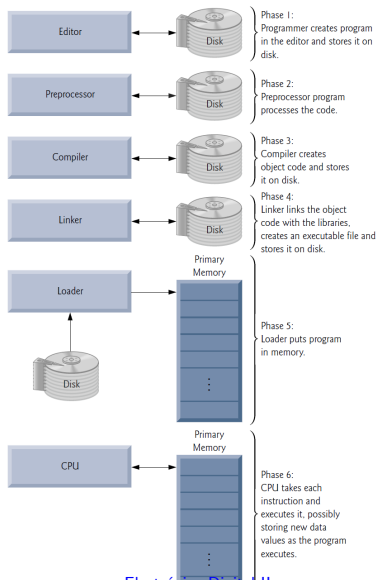 Editor
Disk
Phase 1:
Programmer creates program
in the editor and stores it on
disk.
Preprocessor
Disk
Phase 2:
Preprocessor program
processes the code.
Compiler
Disk
Phase 3:
Compiler creates
object code and stores
it on disk.
Linker
Disk
Phase 4:
Linker links the object
code with the libraries,
creates an executable file and
stores it on disk.
Loader
Disk
Primary
Memory
Phase 5:
Loader puts program
in memory.
CPU
Primary
Memory
Phase 6:
CPU takes each
instruction and
executes it, possibly
storing new data
values as the program
executes.